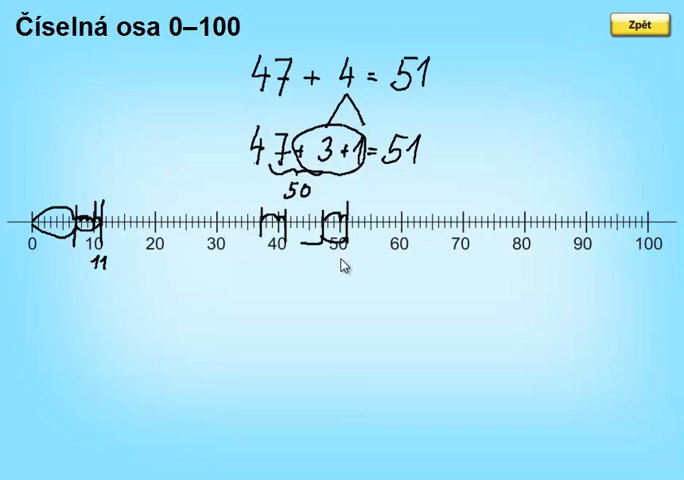 Číselná osa 0–100
Zpět
47 + 4 = 51
47 + 3 + 1 = 51
50
0 10 20 30 40 50 60 70 80 90 100
11